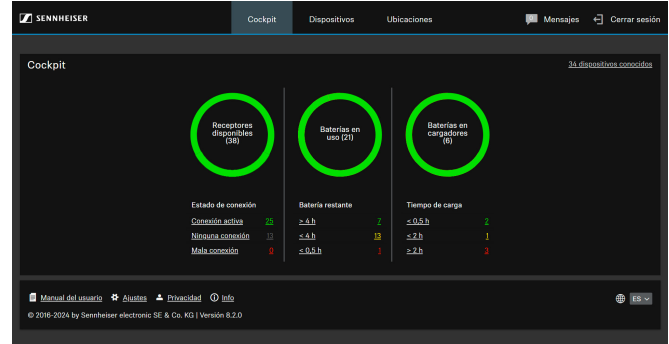 SENNHEISER
Cockpit
Dispositivos
Ubicaciones
Mensajes
Cerrar sesión
Cockpit
34 dispositivos conocidos
Receptores
disponibles
(38)
Baterías en
uso (21)
Baterías en
cargadores
(6)
Estado de conexión
Conexión activa 25
Ninguna conexión 13
Mala conexión 0
Batería restante
> 4 h 7
< 4 h 13
< 0,5 h 1
Tiempo de carga
< 0,5 h 2
< 2 h 1
> 2 h 3
Manual del usuario Ajustes Privacidad Info
ES
© 2016-2024 by Sennheiser electronic SE & Co. KG | Versión 8.2.0